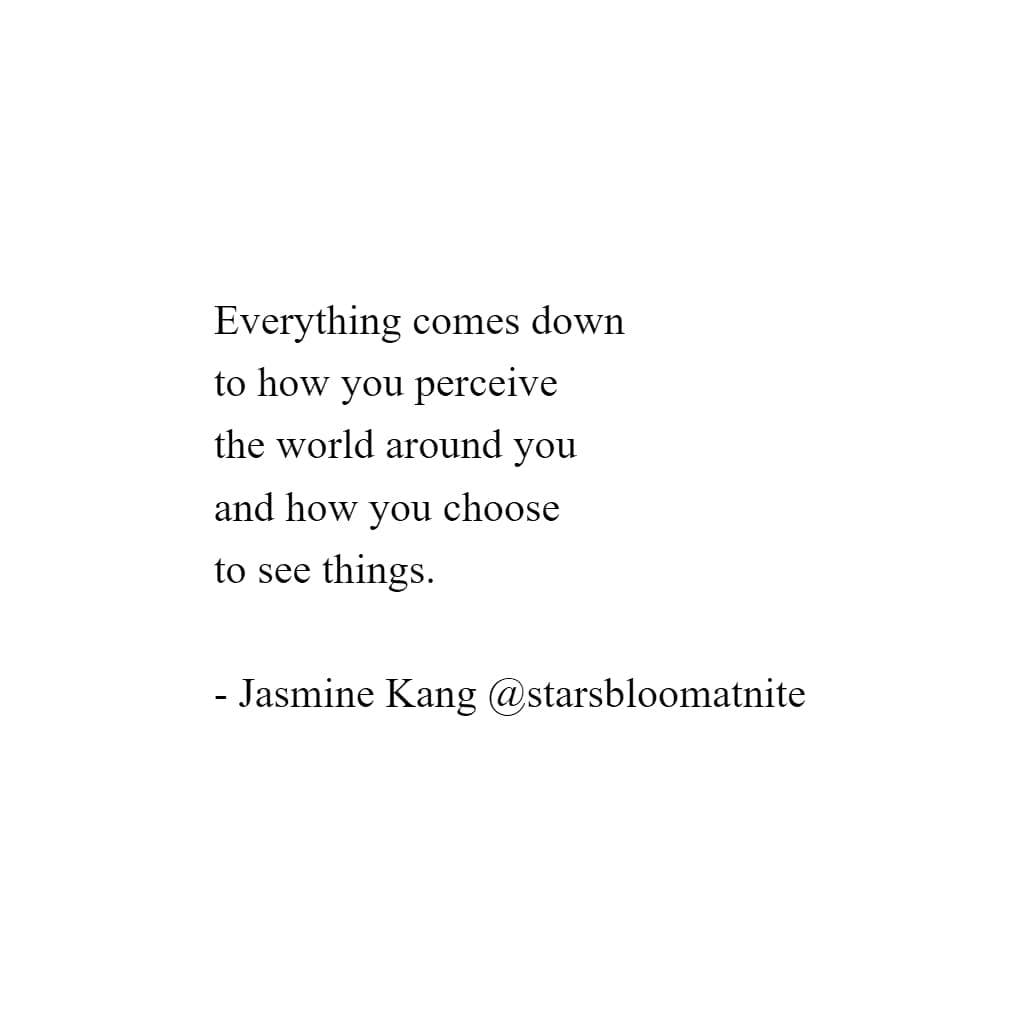 Everything comes down
to how you perceive
the world around you
and how you choose
to see things.
- Jasmine Kang @starsbloomatnite